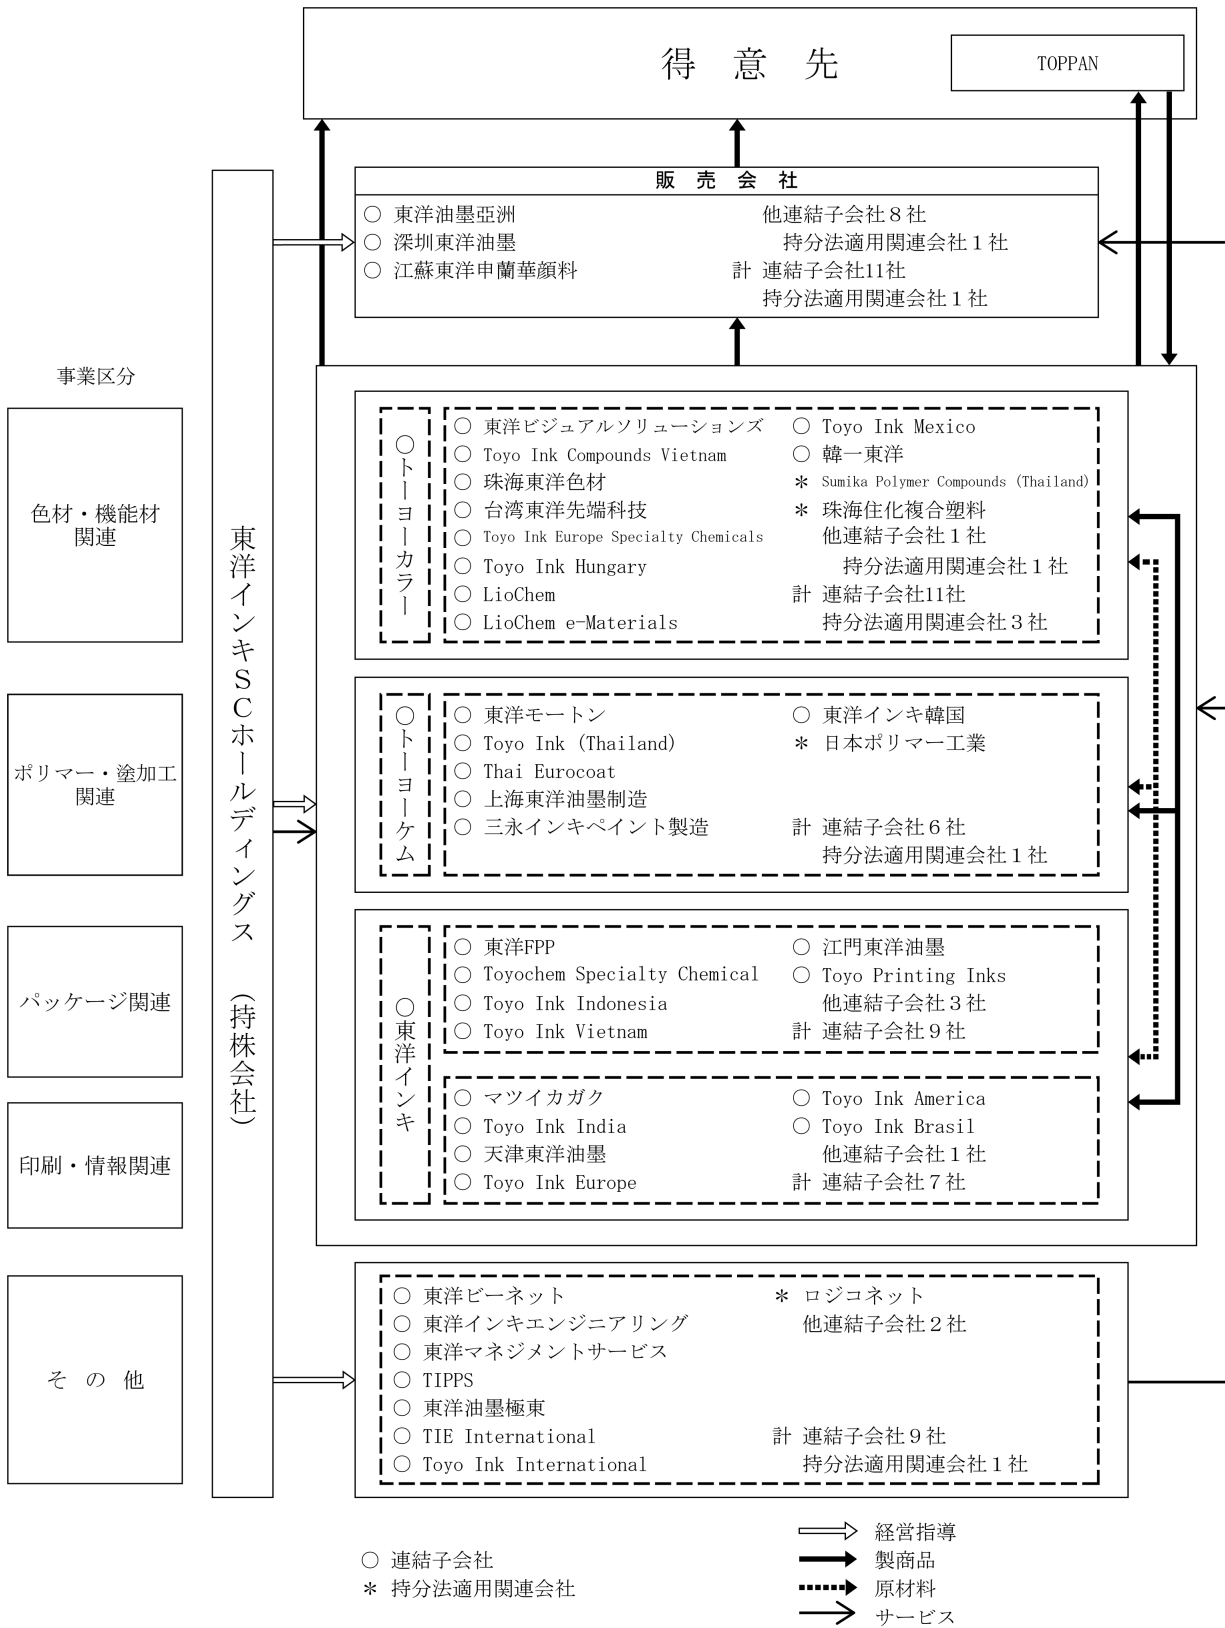 得 意 先
TOPPAN
販 売 会 社
○ 東洋油墨亞洲
○ 深圳東洋油墨
○ 江蘇東洋申蘭華顔料
他連結子会社８社
持分法適用関連会社１社
計 連結子会社11社
持分法適用関連会社１社
事業区分
色材・機能材
関連
ポリマー・塗加工
関連
パッケージ関連
印刷・情報関連
そ の 他
東洋インキＳＣホールディングス （持株会社）
○トーヨーカラー
○ 東洋ビジュアルソリューションズ
○ Toyo Ink Compounds Vietnam
○ 珠海東洋色材
○ 台湾東洋先端科技
○ Toyo Ink Europe Specialty Chemicals
○ Toyo Ink Hungary
○ LioChem
○ LioChem e-Materials
○ Toyo Ink Mexico
○ 韓一東洋
＊ Sumika Polymer Compounds (Thailand)
＊ 珠海住化複合塑料
他連結子会社１社
持分法適用関連会社１社
計 連結子会社11社
持分法適用関連会社３社
○トーヨーケム
○ 東洋モートン
○ Toyo Ink (Thailand)
○ Thai Eurocoat
○ 上海東洋油墨制造
○ 三永インキペイント製造
○ 東洋インキ韓国
＊ 日本ポリマー工業
計 連結子会社６社
持分法適用関連会社１社
○東洋インキ
○ 東洋FPP
○ Toyochem Specialty Chemical
○ Toyo Ink Indonesia
○ Toyo Ink Vietnam
○ 江門東洋油墨
○ Toyo Printing Inks
他連結子会社３社
計 連結子会社９社
○ マツイカガク
○ Toyo Ink India
○ 天津東洋油墨
○ Toyo Ink Europe
○ Toyo Ink America
○ Toyo Ink Brasil
他連結子会社１社
計 連結子会社７社
○ 東洋ビーネット
○ 東洋インキエンジニアリング
○ 東洋マネジメントサービス
○ TIPPS
○ 東洋油墨極東
○ TIE International
○ Toyo Ink International
＊ ロジコネット
他連結子会社２社
計 連結子会社９社
持分法適用関連会社１社
○ 連結子会社
＊ 持分法適用関連会社
経営指導
製商品
原材料
サービス